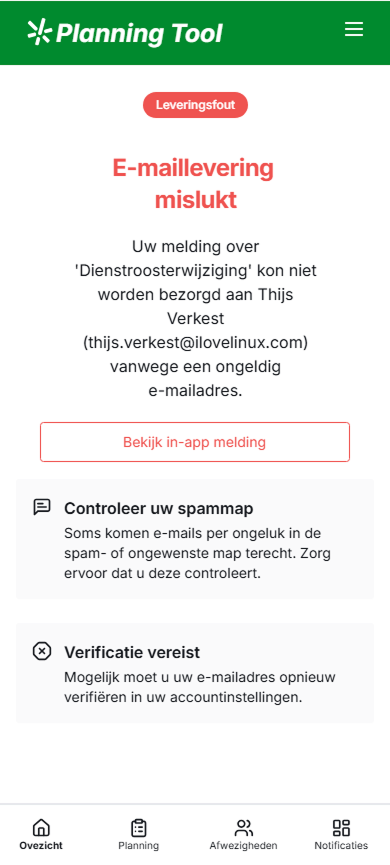 Planning Tool
Leveringsfout
E-maillevering
mislukt
Uw melding over
'Dienstroosterwijziging' kon niet
worden bezorgd aan Thijs
Verkest
(thijs.verkest@ilovelinux.com)
vanwege een ongeldig
e-mailadres.
Bekijk in-app melding
Controleer uw spammap
Soms komen e-mails per ongeluk in de
spam- of ongewenste map terecht. Zorg
ervoor dat u deze controleert.
Verificatie vereist
Mogelijk moet u uw e-mailadres opnieuw
verifiëren in uw accountinstellingen.
Ovezicht Planning Afwezigheden Notificaties